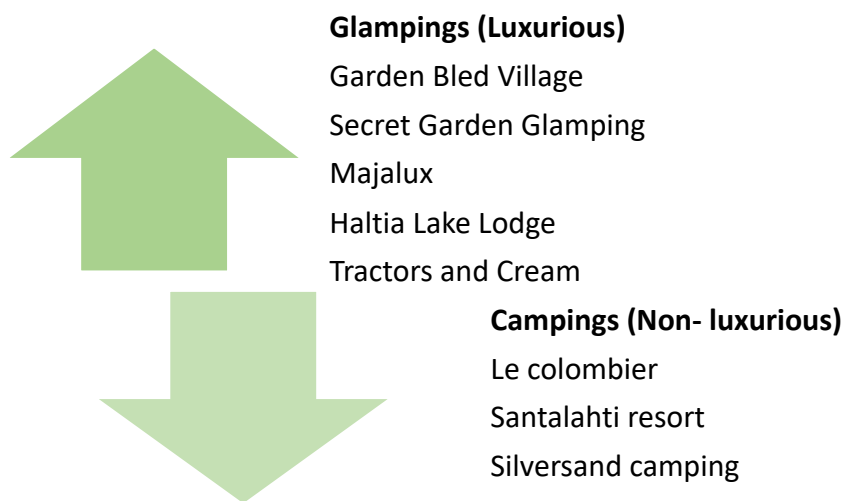 Glampings (Luxurious)
Garden Bled Village
Secret Garden Glamping
Majalux
Haltia Lake Lodge
Tractors and Cream
Campings (Non- luxurious)
Le colombier
Santalahti resort
Silversand camping